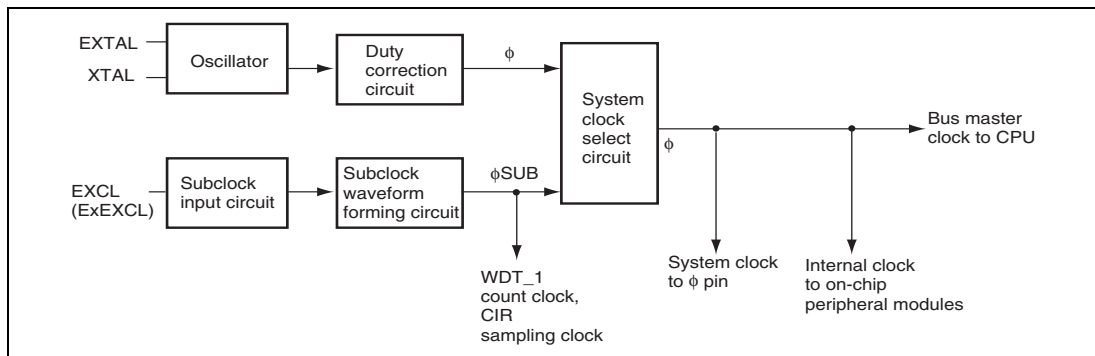 EXTAL
XTAL
Oscillator
Duty
correction
circuit
ϕ
System
clock
select
circuit
ϕ
Bus master
clock to CPU
EXCL
(ExEXCL)
Subclock
input circuit
Subclock
waveform
forming circuit
ϕSUB
WDT_1
count clock,
CIR
sampling clock
System clock
to ϕ pin
Internal clock
to on-chip
peripheral modules